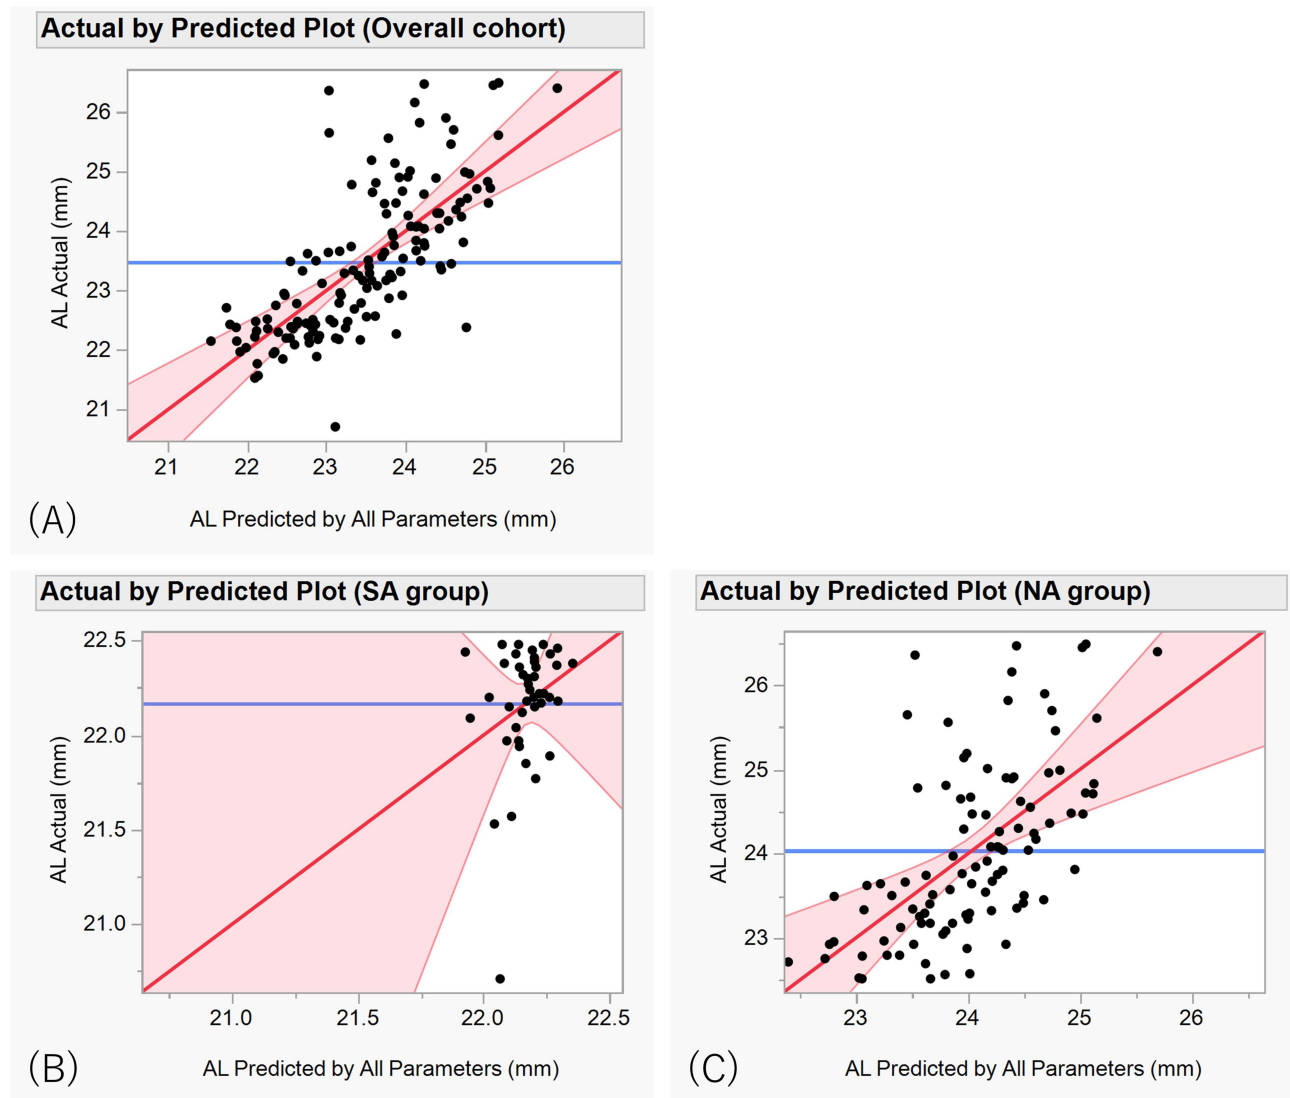 Actual by Predicted Plot (Overall cohort)
26
25
24
23
22
21
AL Actual (mm)
21 22 23 24 25 26
AL Predicted by All Parameters (mm)
(A)
Actual by Predicted Plot (SA group)
22.5
22.0
21.5
21.0
AL Actual (mm)
21.0 21.5 22.0 22.5
AL Predicted by All Parameters (mm)
(B)
Actual by Predicted Plot (NA group)
26
25
24
23
AL Actual (mm)
23 24 25 26
AL Predicted by All Parameters (mm)
(C)